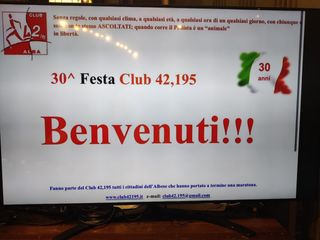 CLUB
42
ALBA
Senza regole, con qualsiasi clima, a qualsiasi età, a qualsiasi ora di un qualsiasi giorno, con chiunque
stesso ASCOLTATI; quando corre il Podista è un "animale"
in libertà.
30^ Festa Club 42,195
30
anni
Benvenuti!!!
Fanno parte del Club 42,195 tutti i cittadini dell'Albese che hanno portato a termine una maratona.
www.club42195.it e-mail: club42.195@gmail.com